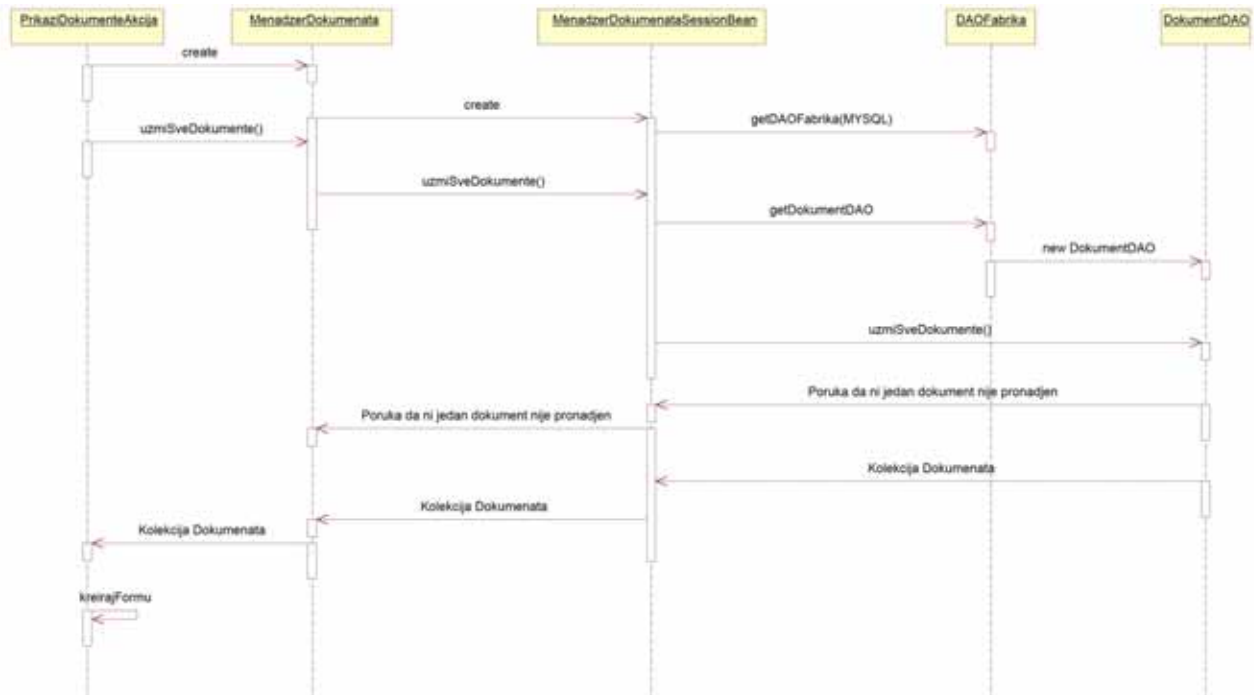 PrikaziDokumenteAkcija
MenadzerDokumenata
MenadzerDokumenataSessionBean
DAOFabrika
DokumentDAO
create
create
uzmiSveDokumente()
getDAOFabrika(MYSQL)
uzmiSveDokumente()
getDokumentDAO
new DokumentDAO
uzmiSveDokumente()
Poruka da ni jedan dokument nije pronadjen
Poruka da ni jedan dokument nije pronadjen
Kolekcija Dokumenata
Kolekcija Dokumenata
Kolekcija Dokumenata
kreirajFormu